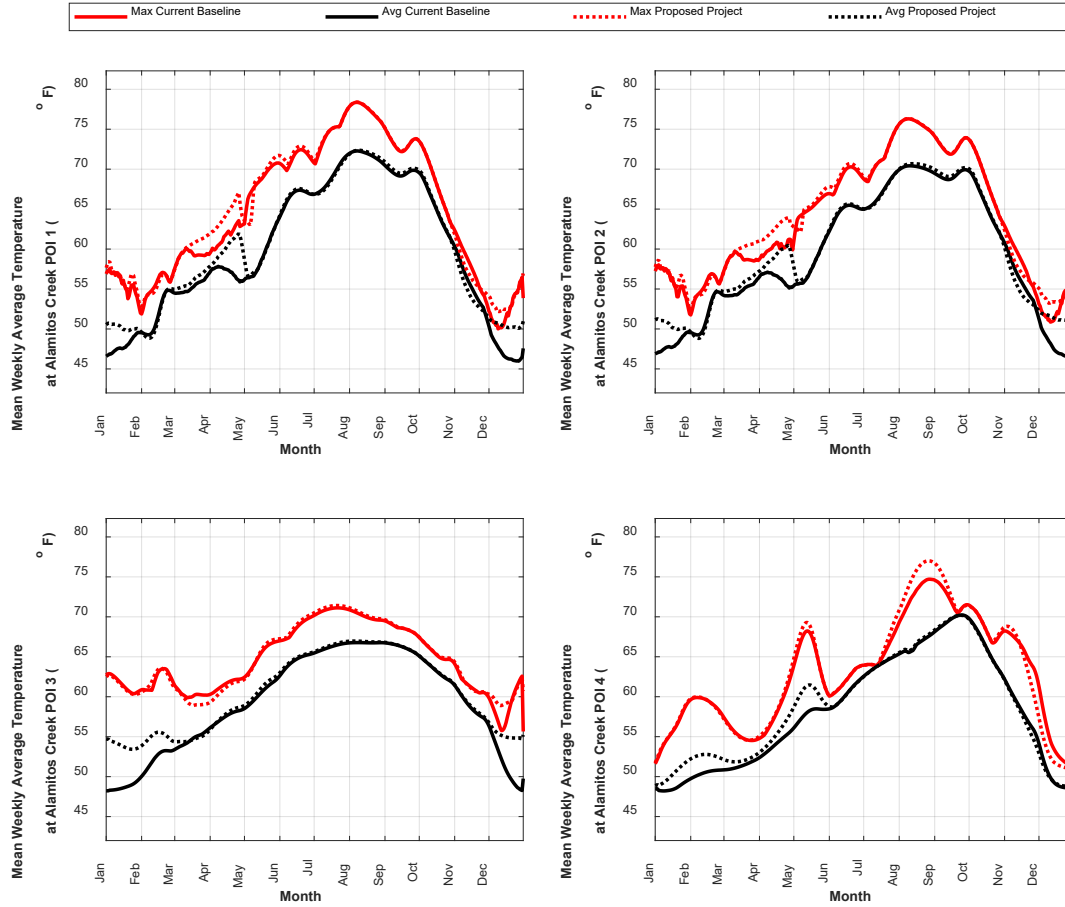 Max Current Baseline Avg Current Baseline Max Proposed Project Avg Proposed Project
Mean Weekly Average Temperature
at Alamitos Creek POI 1 (
o
F)
80
75
70
65
60
55
50
45
Jan Feb Mar Apr May Jun Jul Aug Sep Oct Nov Dec
Month
Mean Weekly Average Temperature
at Alamitos Creek POI 2 (
o
F)
80
75
70
65
60
55
50
45
Jan Feb Mar Apr May Jun Jul Aug Sep Oct Nov Dec
Month
Mean Weekly Average Temperature
at Alamitos Creek POI 3 (
o
F)
80
75
70
65
60
55
50
45
Jan Feb Mar Apr May Jun Jul Aug Sep Oct Nov Dec
Month
Mean Weekly Average Temperature
at Alamitos Creek POI 4 (
o
F)
80
75
70
65
60
55
50
45
Jan Feb Mar Apr May Jun Jul Aug Sep Oct Nov Dec
Month